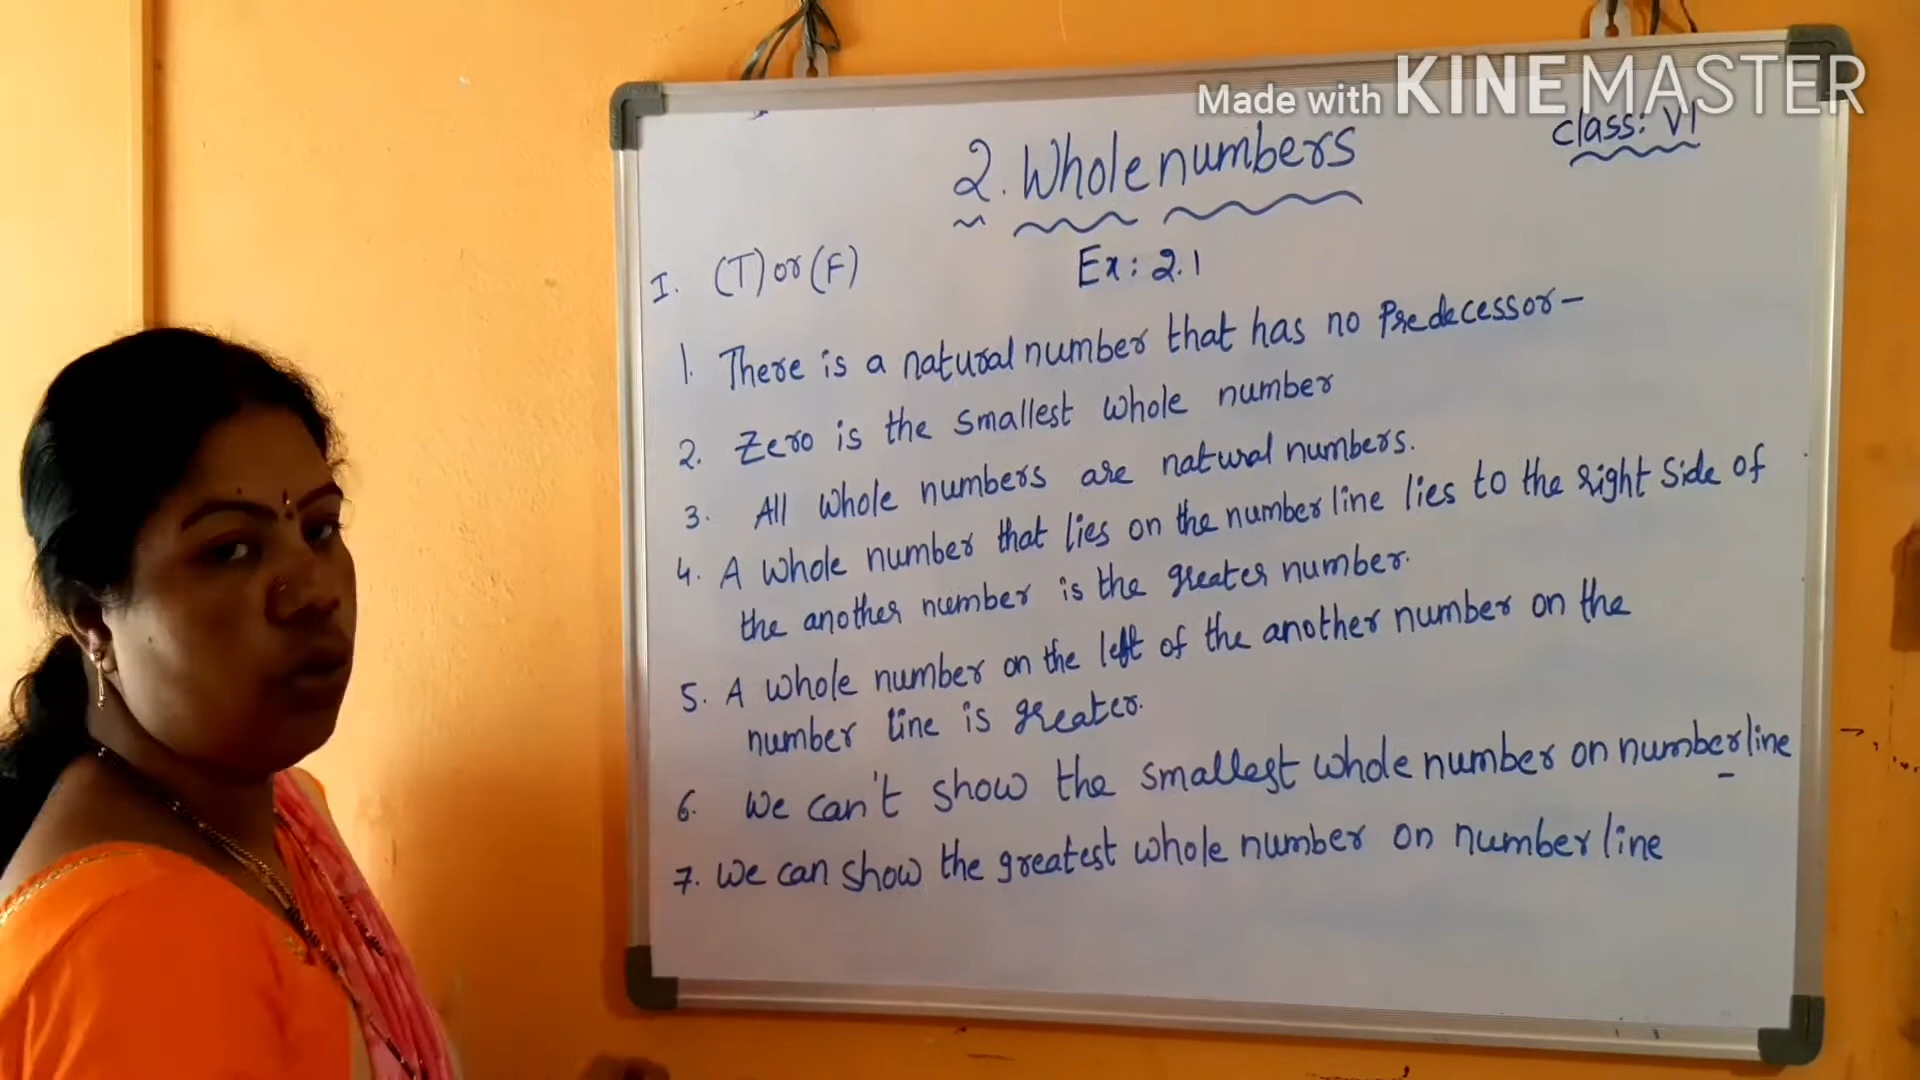 Made with KINEMASTER
class: VI
2. Whole numbers
I. (T) or (F) Ex: 2.1
1. There is a natural number that has no Predecessor-
2. Zero is the smallest whole number
3. All whole numbers are natural numbers.
4. A whole number that lies on the number line lies to the right side of
the another number is the greater number.
5. A whole number on the left of the another number on the
number line is greater.
6. We can't show the smallest whole number on number line
7. We can show the greatest whole number on number line